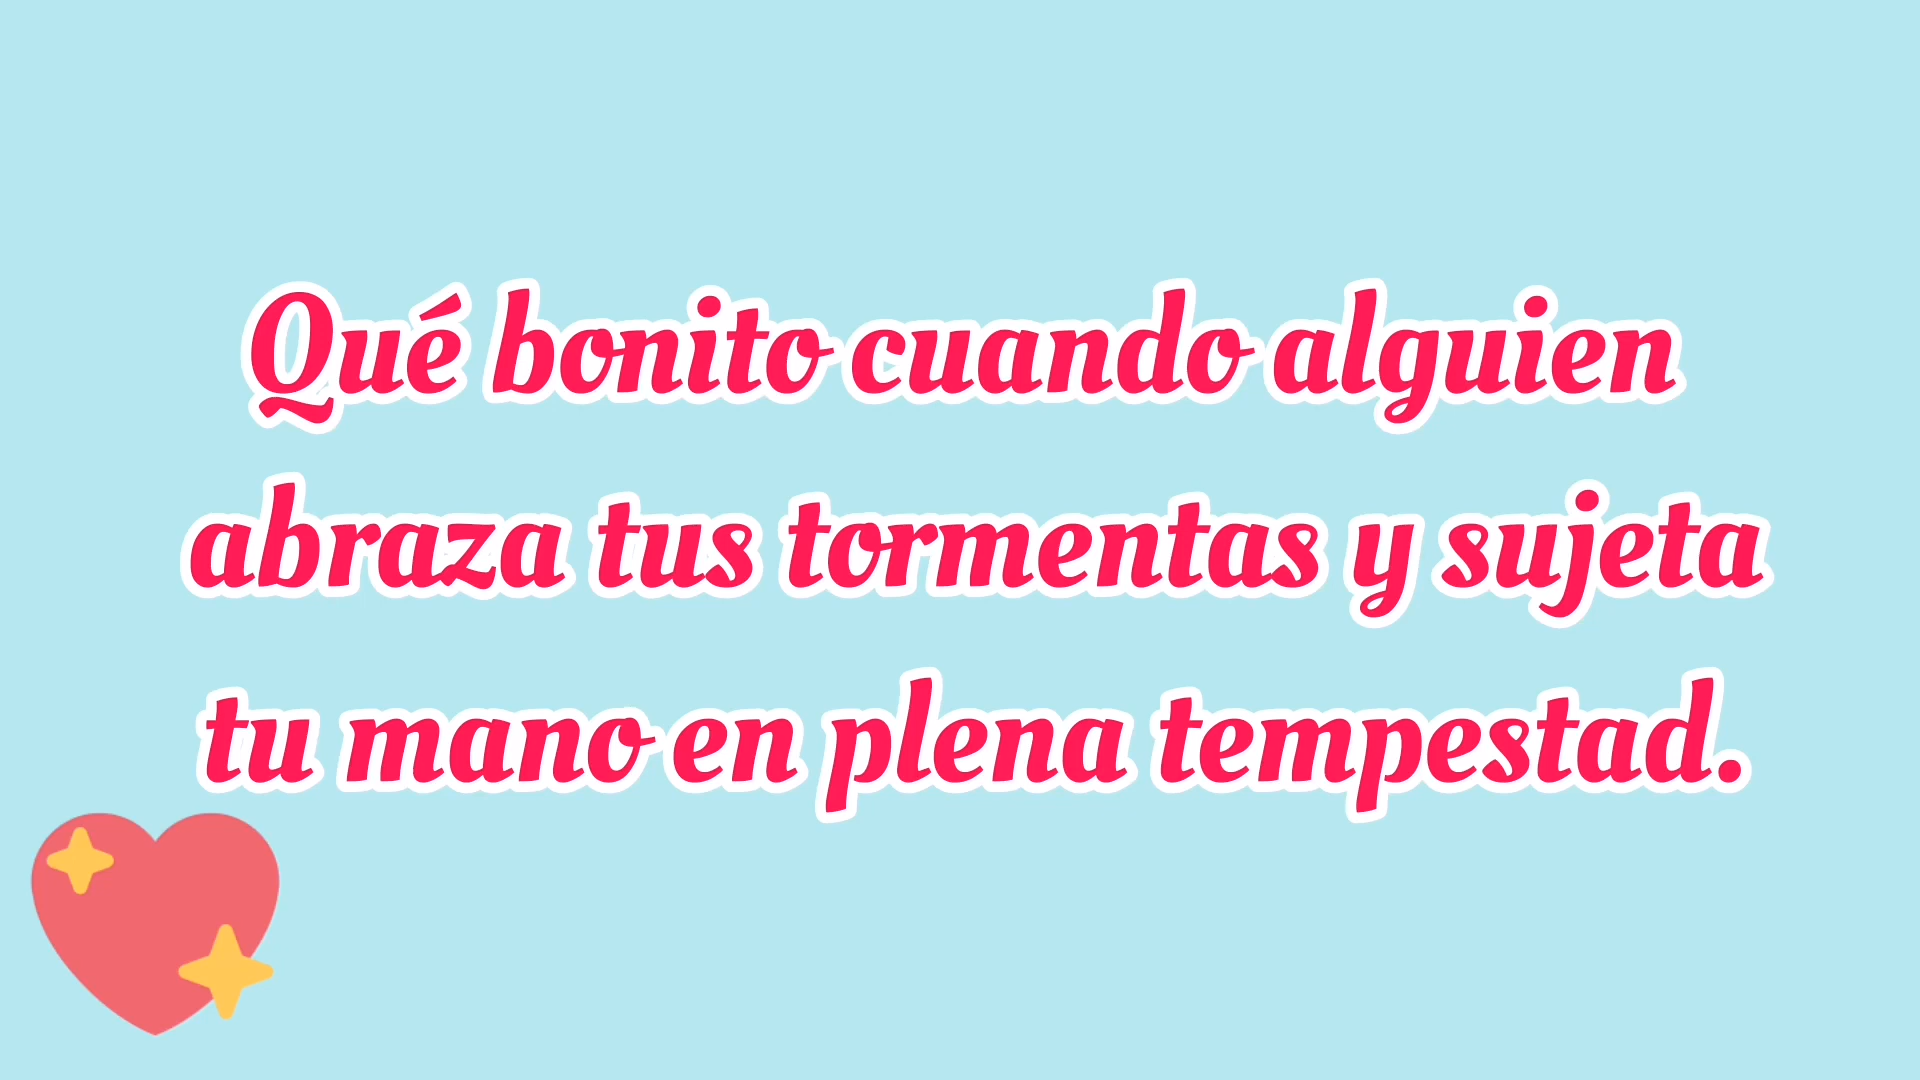 Qué bonito cuando alguien
abraza tus tormentas y sujeta
tu mano en plena tempestad.